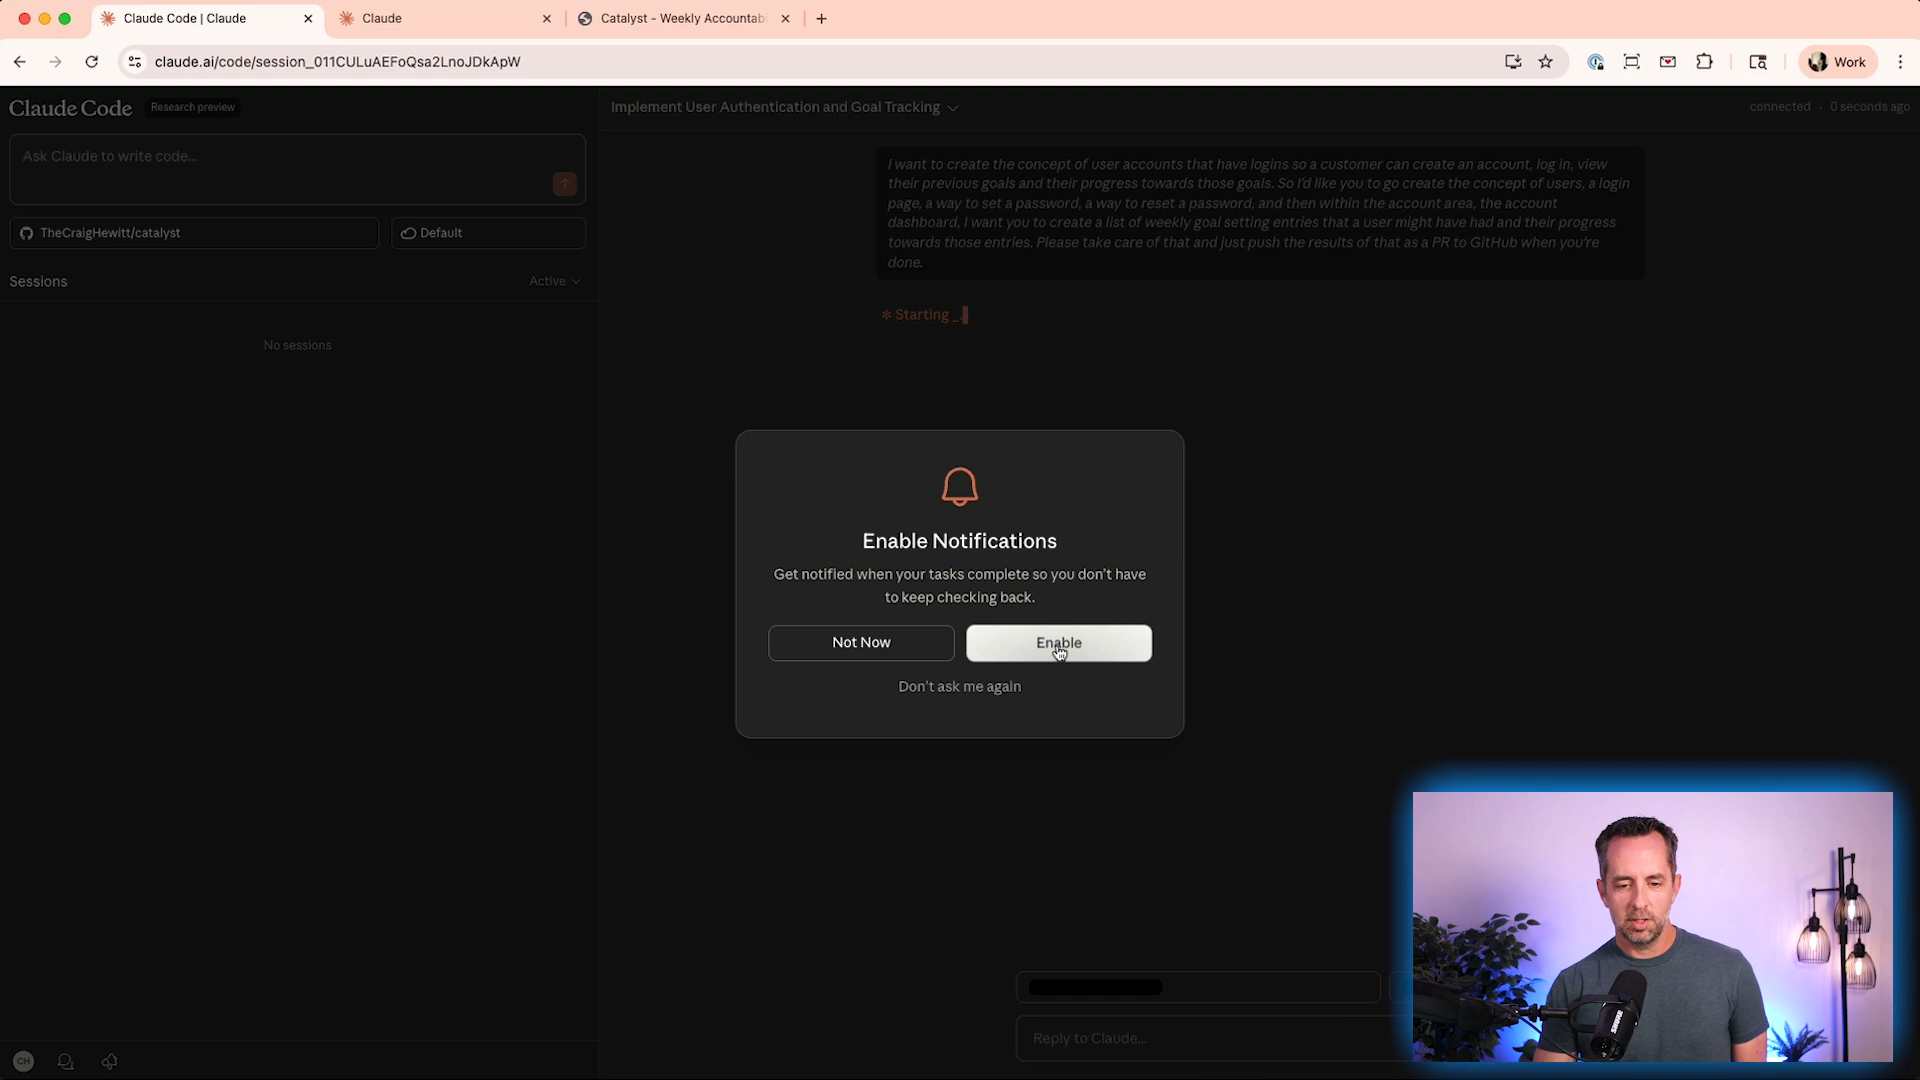 Claude Code | Claude
Claude
Catalyst - Weekly Accountab
claude.ai/code/session_011CULuAEFoQsa2LnoJDkApW
Work
Claude Code
Research preview
Implement User Authentication and Goal Tracking
connected · 0 seconds ago
Ask Claude to write code...
TheCraigHewitt/catalyst
Default
Sessions
Active
No sessions
I want to create the concept of user accounts that have logins so a customer can create an account, log in, view
their previous goals and their progress towards those goals. So I'd like you to go create the concept of users, a login
page, a way to set a password, a way to reset a password, and then within the account area, the account
dashboard, I want you to create a list of weekly goal setting entries that a user might have had and their progress
towards those entries. Please take care of that and just push the results of that as a PR to GitHub when you're
done.
* Starting _.
Enable Notifications
Get notified when your tasks complete so you don't have
to keep checking back.
Not Now
Enable
Don't ask me again
Reply to Claude...
CH
SHURE